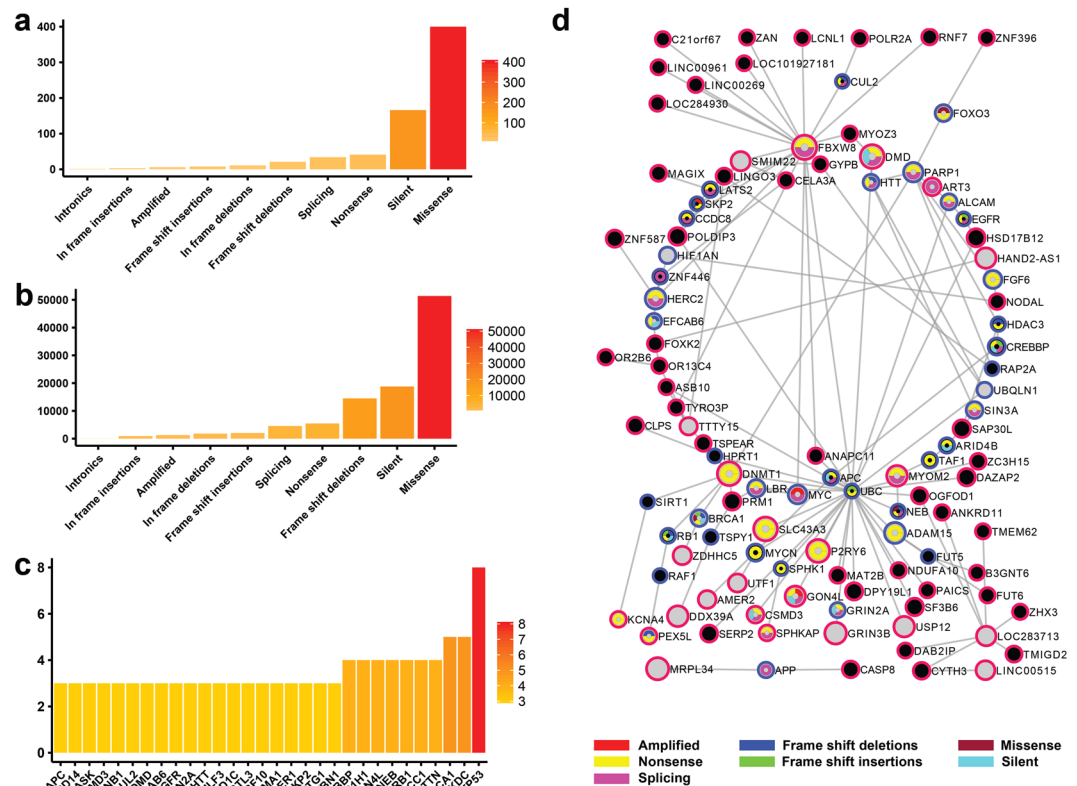 a
400
300
200
100
0
Intronics
In frame insertions
Amplified
Frame shift insertions
In frame deletions
Frame shift deletions
Splicing
Nonsense
Silent
Missense
400
300
200
100
b
50000
40000
30000
20000
10000
0
Intronics
In frame insertions
Amplified
In frame deletions
Frame shift insertions
Splicing
Nonsense
Frame shift deletions
Silent
Missense
50000
40000
30000
20000
10000
c
8
6
4
2
0
8
7
6
5
4
3
d
C21orf67
ZAN
LCNL1
POLR2A
RNF7
ZNF396
LINC00961
LOC101927181
LINC00269
CUL2
LOC284930
FOXO3
MYOZ3
FBXW8
DMD
SMIM22
GYPB
PARP1
MAGIX
LINGO3
CELA3A
HTT
ART3
LATS2
SKP2
ALCAM
CCDC8
EGFR
ZNF587
POLDIP3
HSD17B12
HIF1AN
HAND2-AS1
ZNF446
FGF6
HERC2
NODAL
EFCAB6
HDAC3
FOXK2
CREBBP
OR2B6
OR13C4
RAP2A
ASB10
UBQLN1
TYRO3P
SIN3A
CLPS
TTTY15
SAP30L
TSPEAR
ARID4B
HPRT1
ANAPC11
TAF1
ZC3H15
DNMT1
APC
MYOM2
DAZAP2
LBR
MYC
UBC
OGFOD1
SIRT1
PRM1
NEB
ANKRD11
BRCA1
SLC43A3
ADAM15
TMEM62
RB1
TSPY1
ZDHHC5
MYCN
P2RY6
FUT5
RAF1
SPHK1
MAT2B
NDUFA10
B3GNT6
UTF1
DPY19L1
PAICS
FUT6
AMER2
GON4L
SF3B6
ZHX3
KCNA4
DDX39A
CSMD3
GRIN2A
USP12
PEX5L
SERP2
SPHKAP
GRIN3B
LOC283713
DAB2IP
TMIGD2
MRPL34
APP
CASP8
CYTH3
LINC00515
Amplified
Nonsense
Splicing
Frame shift deletions
Frame shift insertions
Missense
Silent